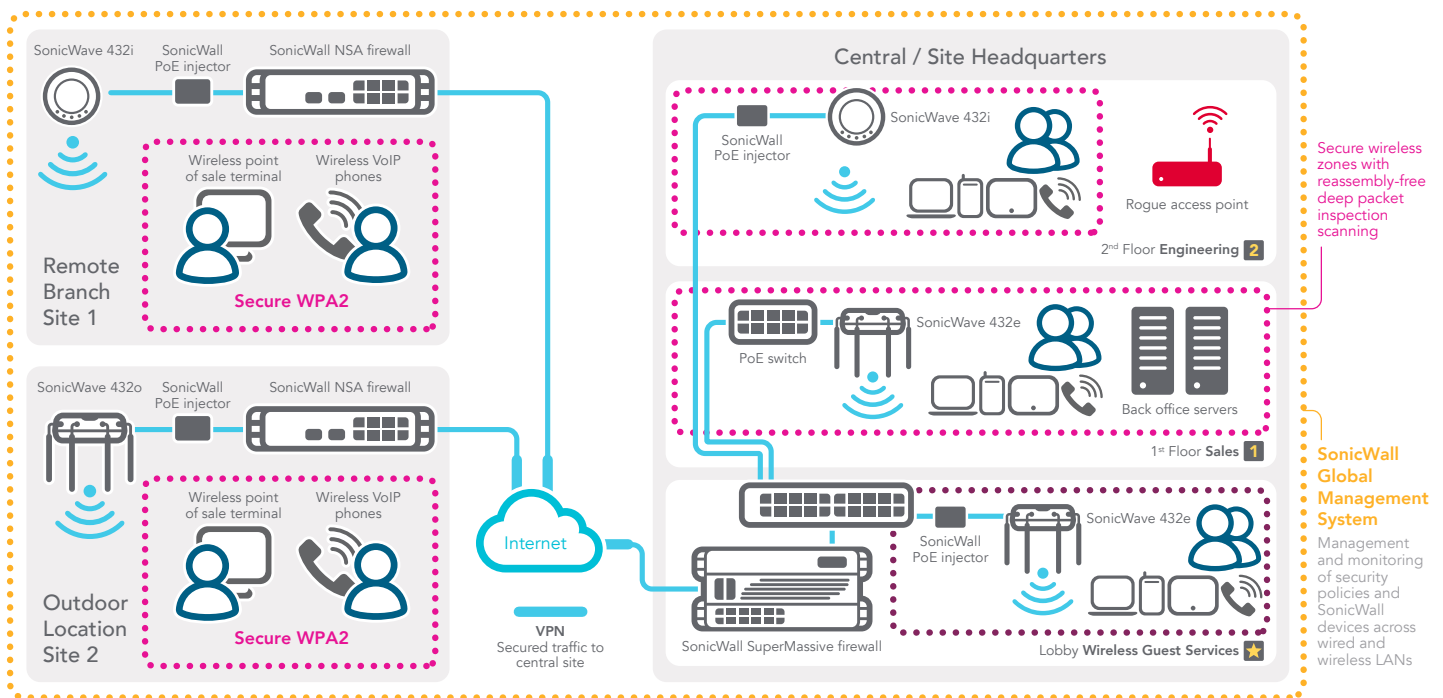 SonicWave 432i
SonicWall
PoE injector
SonicWall NSA firewall
Wireless point
of sale terminal
Wireless VoIP
phones
Secure WPA2
Remote
Branch
Site 1
SonicWave 432o
SonicWall
PoE injector
SonicWall NSA firewall
Wireless point
of sale terminal
Wireless VoIP
phones
Secure WPA2
Outdoor
Location
Site 2
Internet
VPN
Secured traffic to
central site
Central / Site Headquarters
SonicWall
PoE injector
SonicWave 432i
Rogue access point
2nd Floor Engineering 2
PoE switch
SonicWave 432e
Back office servers
1st Floor Sales 1
SonicWall
PoE injector
SonicWave 432e
SonicWall SuperMassive firewall
Lobby Wireless Guest Services
Secure wireless
zones with
reassembly-free
deep packet
inspection
scanning
SonicWall
Global
Management
System
Management
and monitoring
of security
policies and
SonicWall
devices across
wired and
wireless LANs